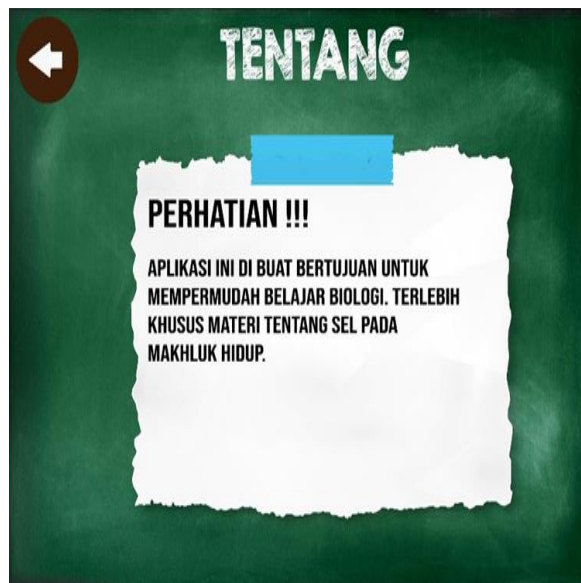 TENTANG
PERHATIAN !!!
APLIKASI INI DI BUAT BERTUJUAN UNTUK
MEMPERMUDAH BELAJAR BIOLOGI. TERLEBIH
KHUSUS MATERI TENTANG SEL PADA
MAKHLUK HIDUP.